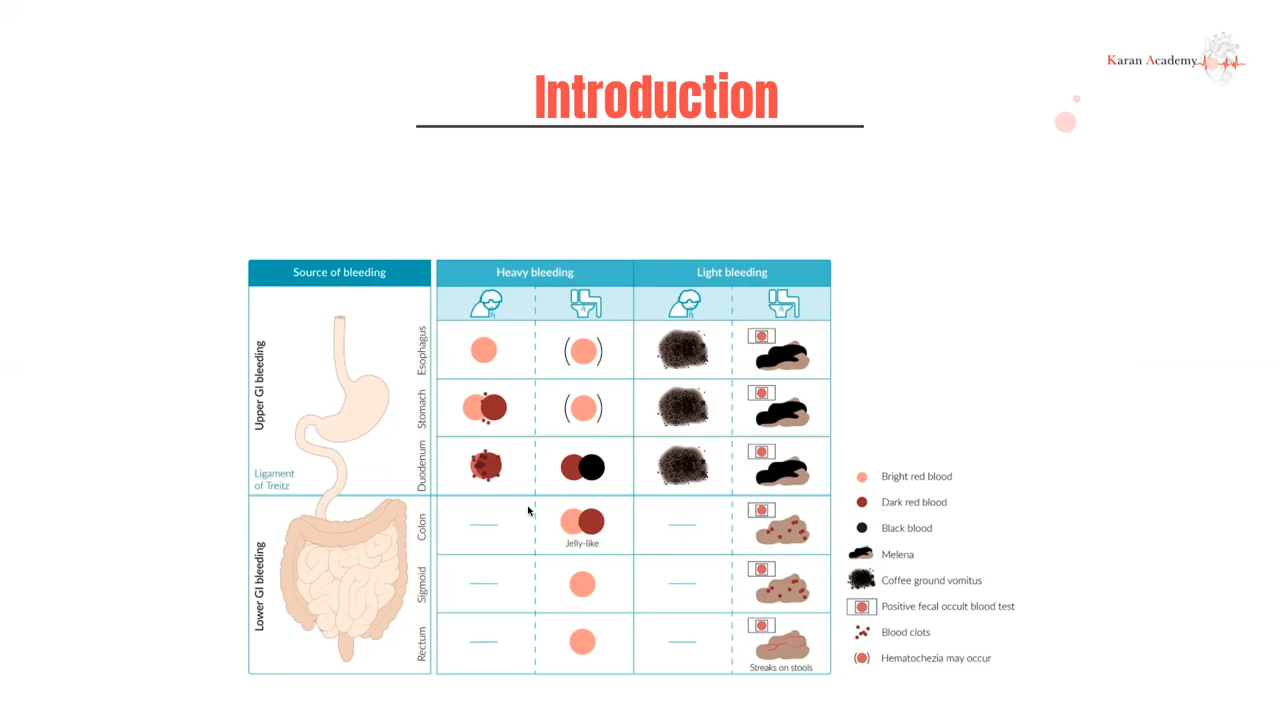 Karan Academy
Introduction
Source of bleeding
Heavy bleeding
Light bleeding
Upper GI bleeding
Esophagus
Stomach
Duodenum
Ligament
of Treitz
Lower GI bleeding
Colon
Jelly-like
Sigmoid
Rectum
Streaks on stools
Bright red blood
Dark red blood
Black blood
Melena
Coffee ground vomitus
Positive fecal occult blood test
Blood clots
Hematochezia may occur